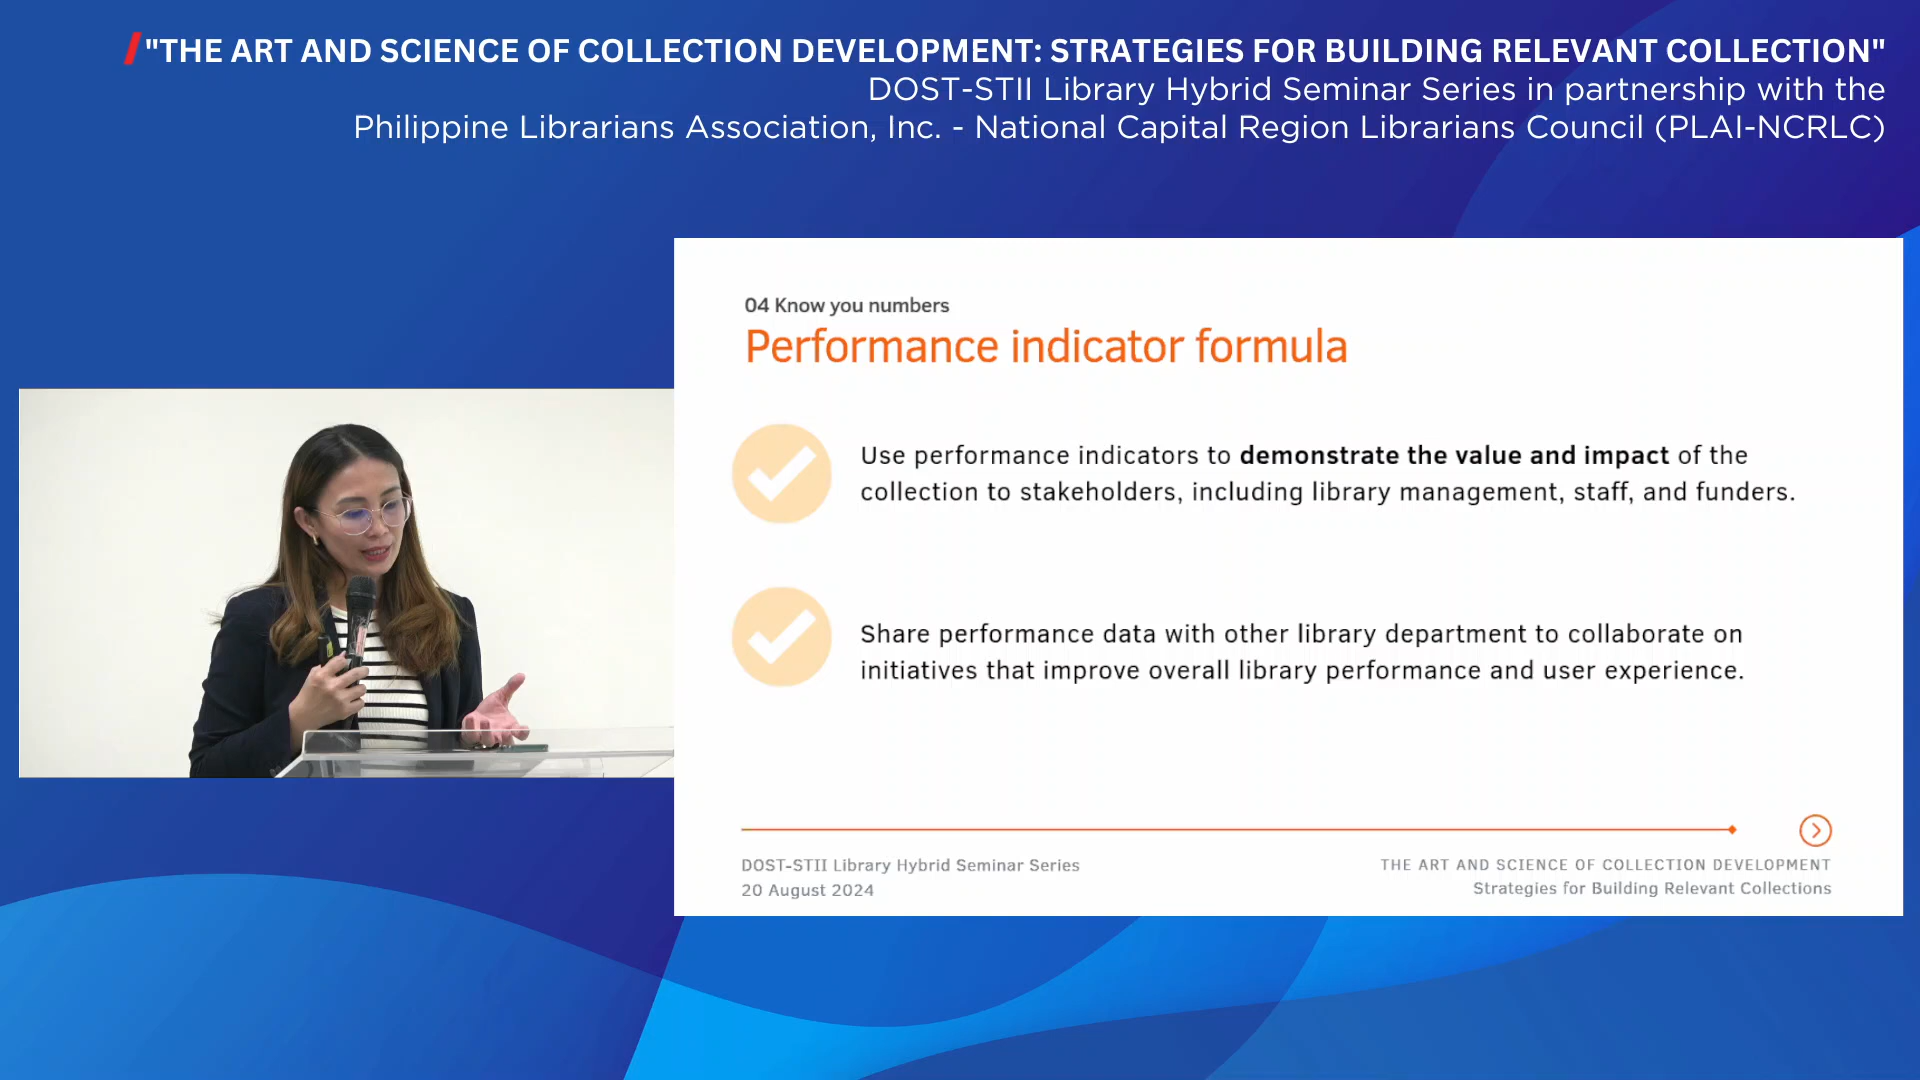 "THE ART AND SCIENCE OF COLLECTION DEVELOPMENT: STRATEGIES FOR BUILDING RELEVANT COLLECTION"
DOST-STII Library Hybrid Seminar Series in partnership with the
Philippine Librarians Association, Inc. - National Capital Region Librarians Council (PLAI-NCRLC)
04 Know you numbers
Performance indicator formula
Use performance indicators to demonstrate the value and impact of the
collection to stakeholders, including library management, staff, and funders.
Share performance data with other library department to collaborate on
initiatives that improve overall library performance and user experience.
DOST-STII Library Hybrid Seminar Series
20 August 2024
THE ART AND SCIENCE OF COLLECTION DEVELOPMENT
Strategies for Building Relevant Collections